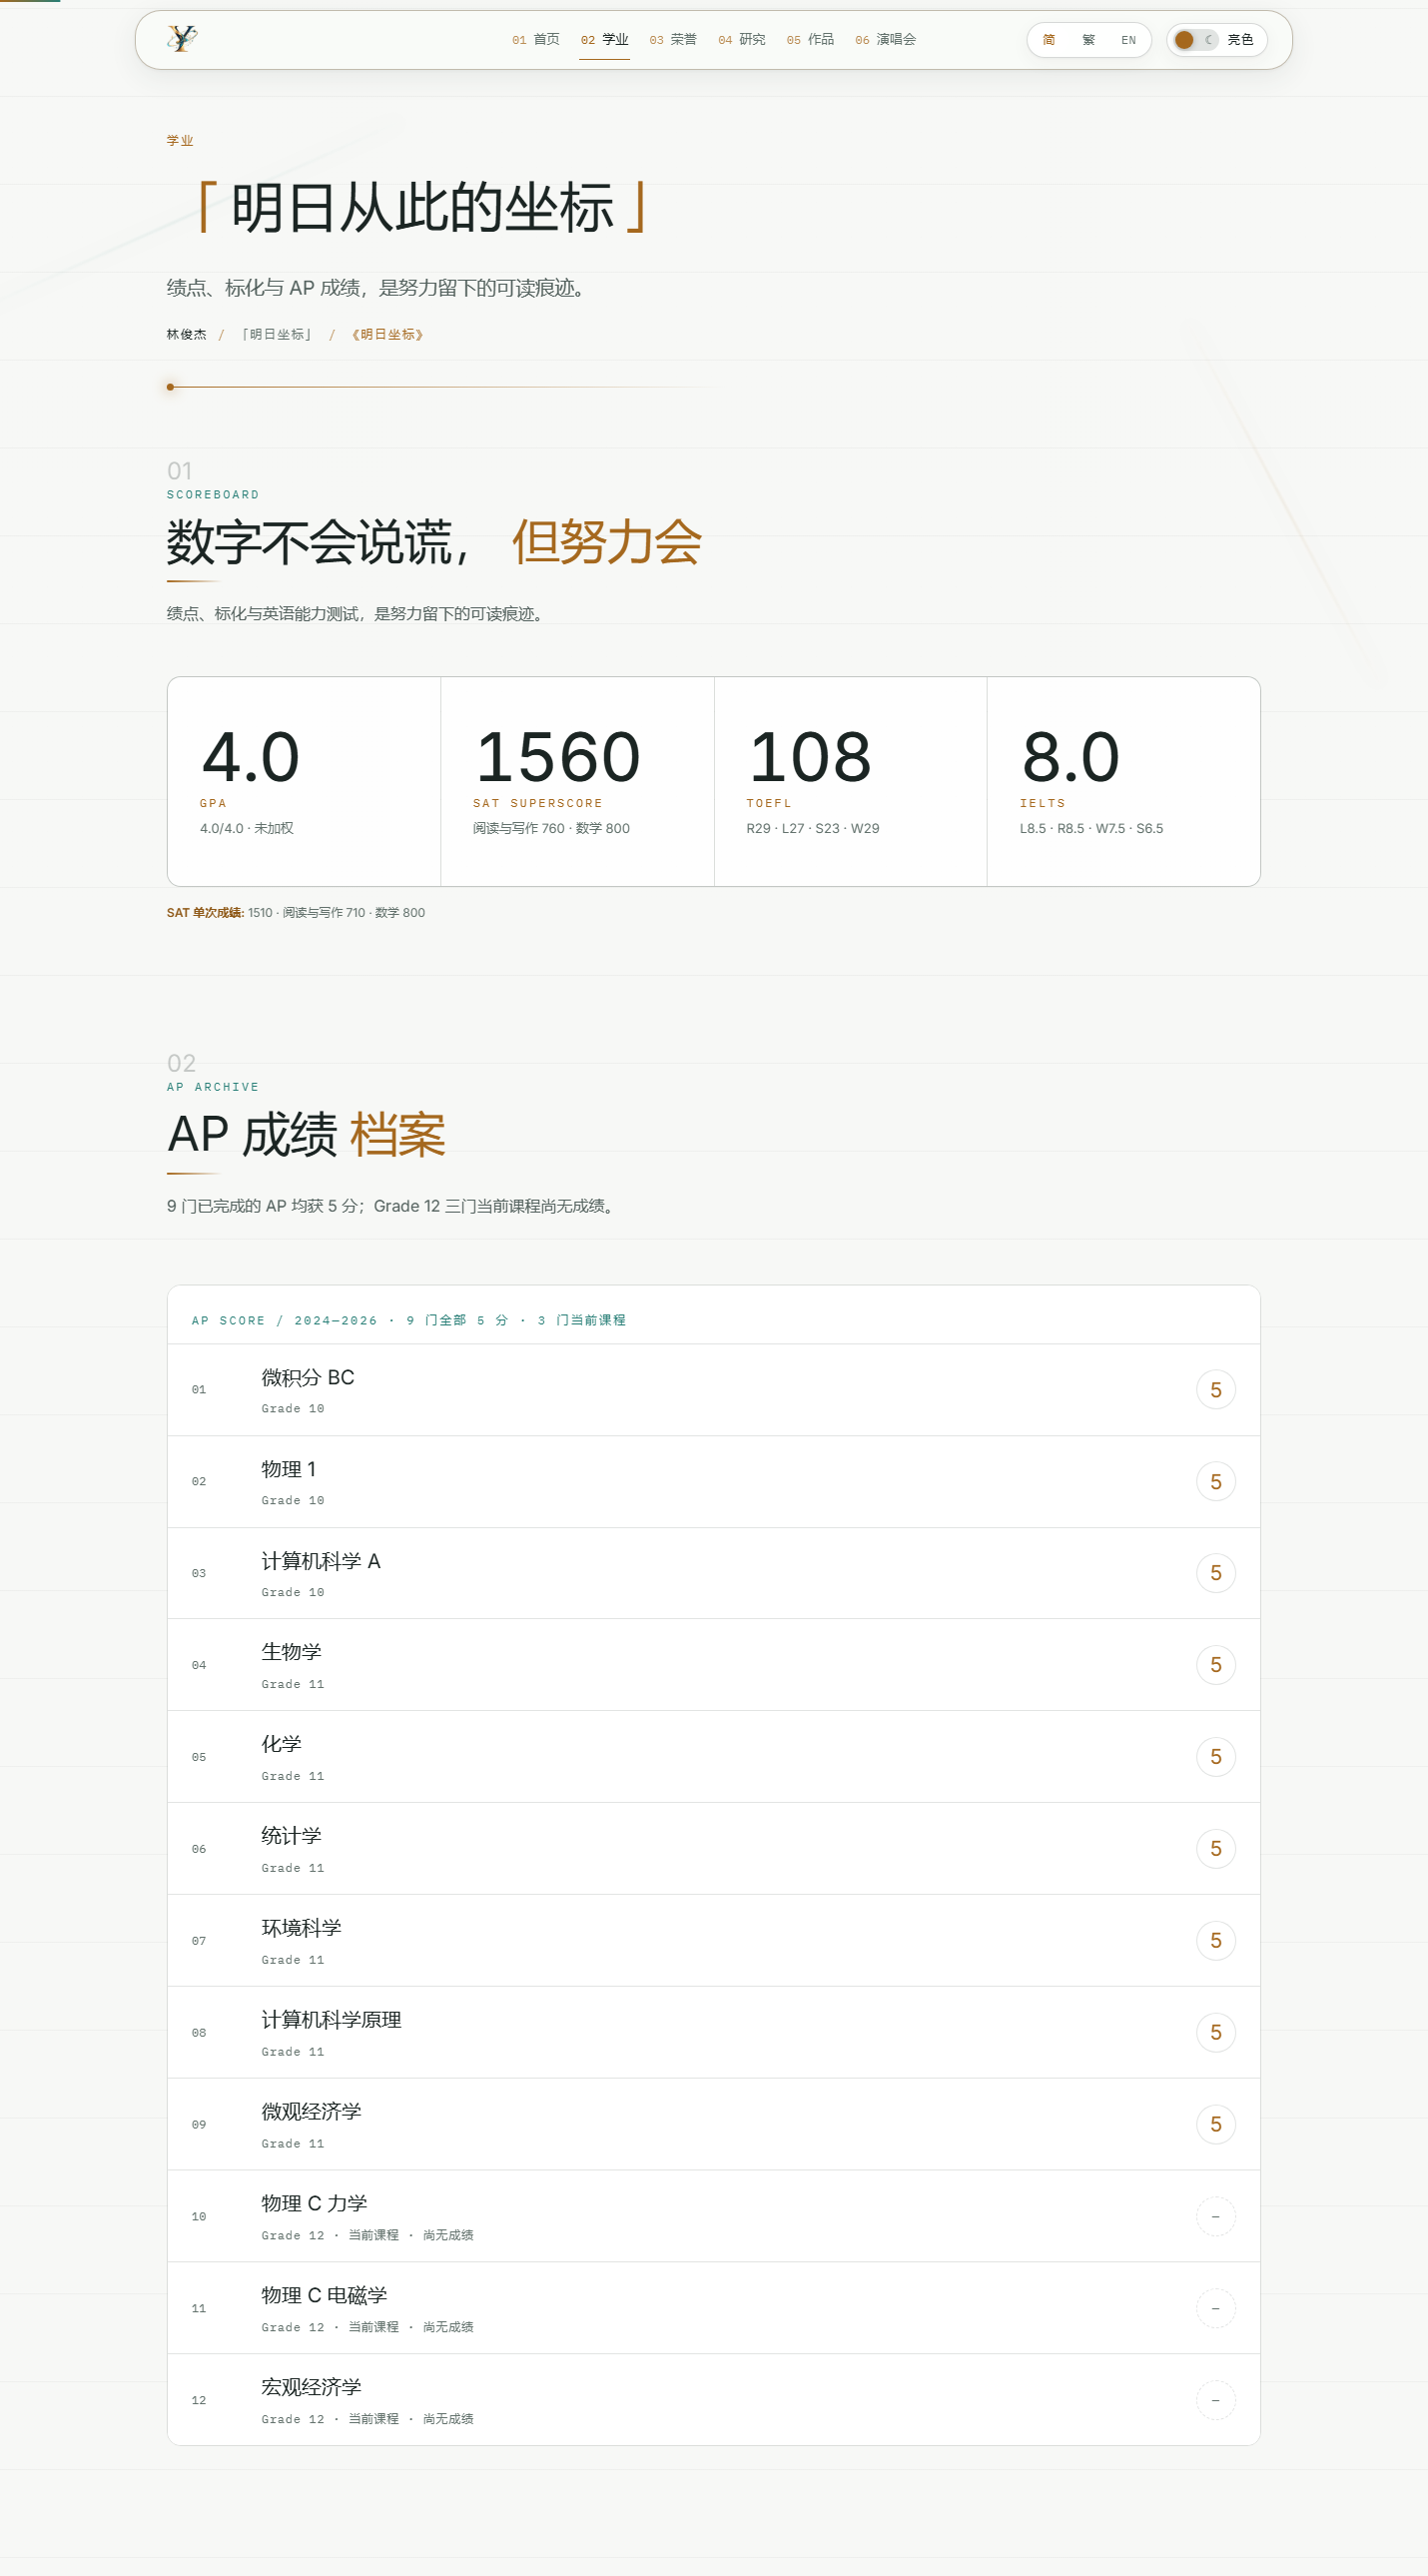 01 首页 02 学业 03 荣誉 04 研究 05 作品 06 演唱会 简 繁 EN 亮色
学业
「明日从此的坐标」
绩点、标化与 AP 成绩，是努力留下的可读痕迹。
林俊杰 / 「明日坐标」 / 《明日坐标》
01
SCOREBOARD
数字不会说谎， 但努力会
绩点、标化与英语能力测试，是努力留下的可读痕迹。
4.0 1560 108 8.0
GPA SAT SUPERSCORE TOEFL IELTS
4.0/4.0 · 未加权 阅读与写作 760 · 数学 800 R29 · L27 · S23 · W29 L8.5 · R8.5 · W7.5 · S6.5
SAT 单次成绩: 1510 · 阅读与写作 710 · 数学 800
02
AP ARCHIVE
AP 成绩 档案
9 门已完成的 AP 均获 5 分；Grade 12 三门当前课程尚无成绩。
AP SCORE / 2024—2026 · 9 门全部 5 分 · 3 门当前课程
01 微积分 BC 5
Grade 10
02 物理 1 5
Grade 10
03 计算机科学 A 5
Grade 10
04 生物学 5
Grade 11
05 化学 5
Grade 11
06 统计学 5
Grade 11
07 环境科学 5
Grade 11
08 计算机科学原理 5
Grade 11
09 微观经济学 5
Grade 11
10 物理 C 力学 —
Grade 12 · 当前课程 · 尚无成绩
11 物理 C 电磁学 —
Grade 12 · 当前课程 · 尚无成绩
12 宏观经济学 —
Grade 12 · 当前课程 · 尚无成绩